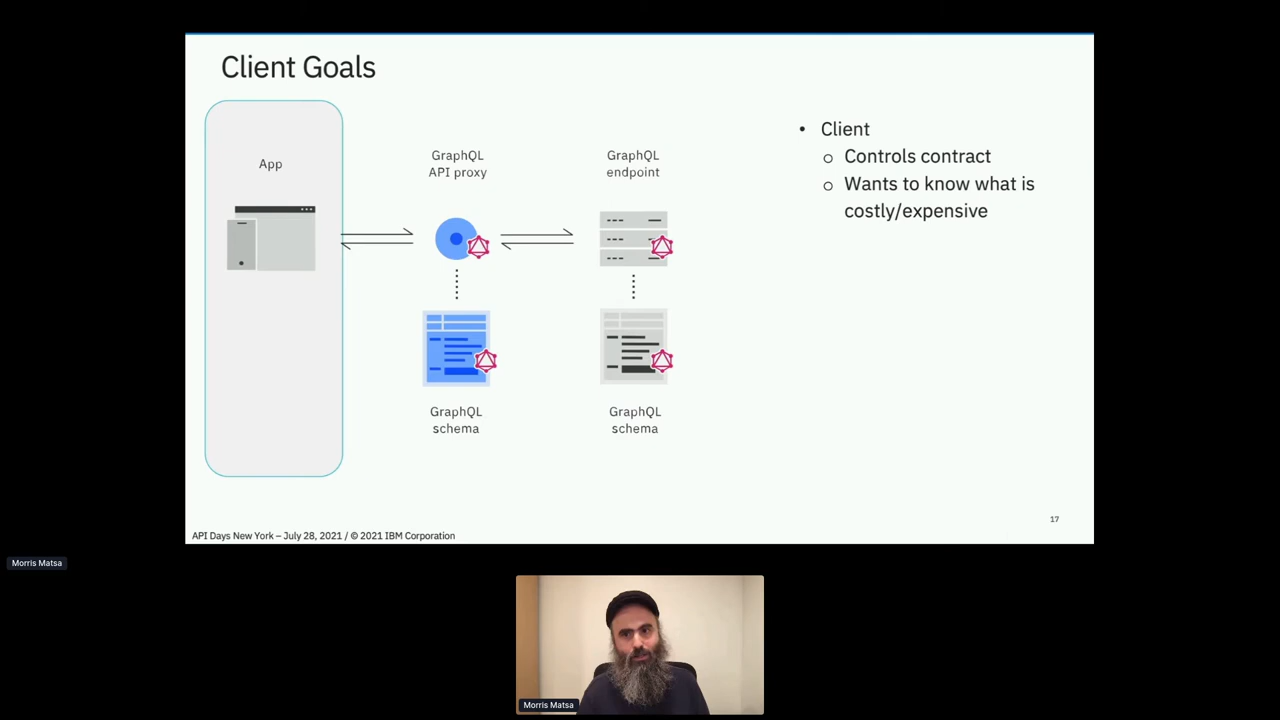 Client Goals
App
GraphQL
API proxy
GraphQL
endpoint
GraphQL
schema
GraphQL
schema
• Client
o Controls contract
o Wants to know what is
costly/expensive
17
API Days New York – July 28, 2021 / © 2021 IBM Corporation
Morris Matsa
Morris Matsa